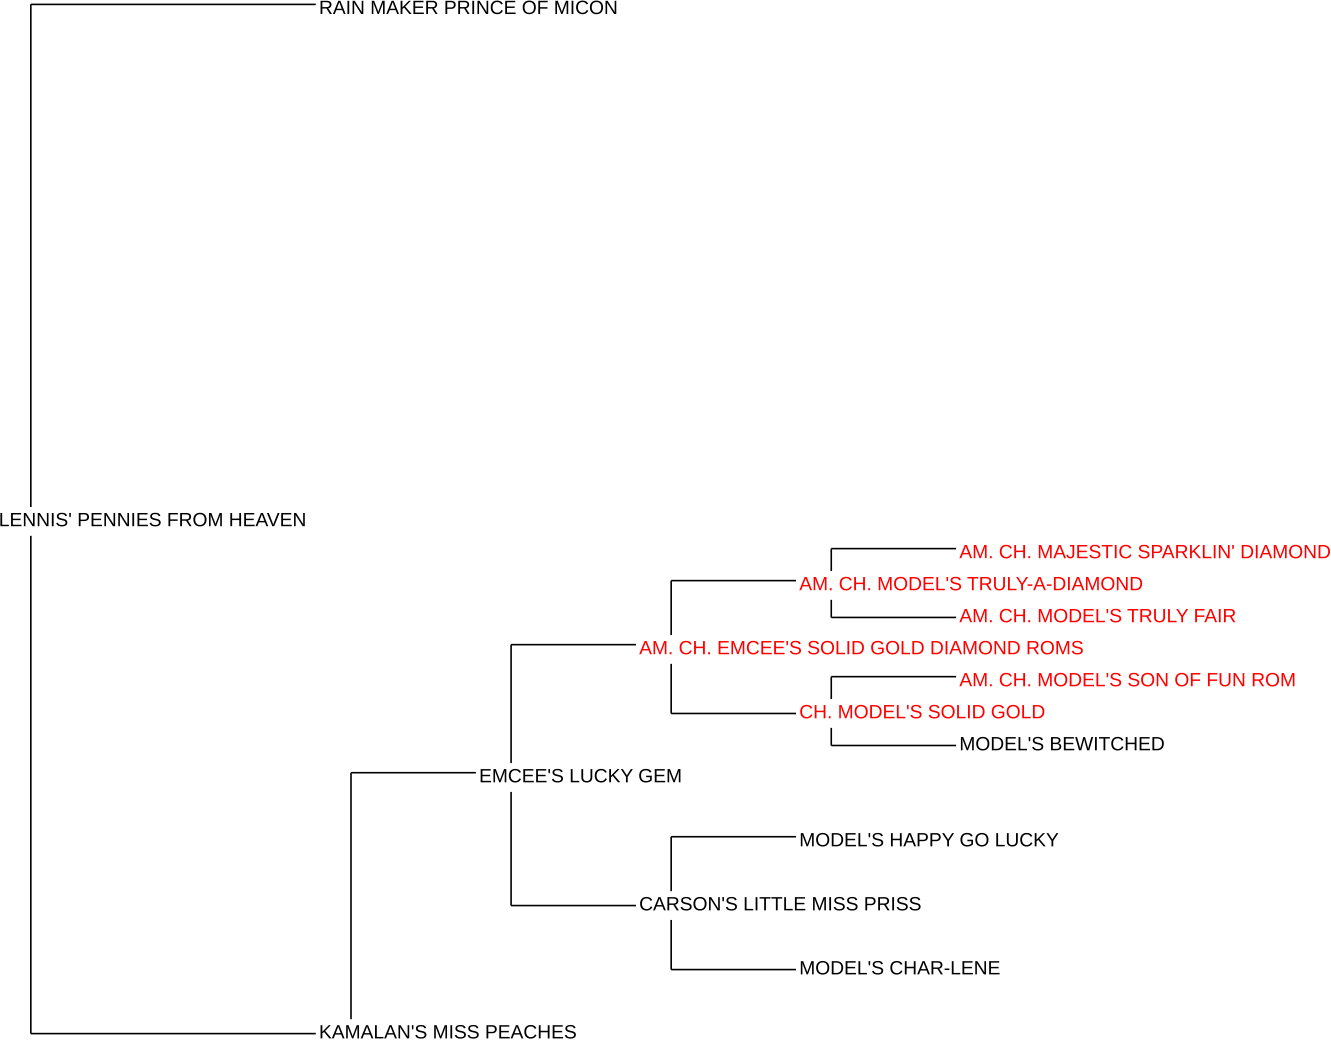 RAIN MAKER PRINCE OF MICON
LENNIS' PENNIES FROM HEAVEN
AM. CH. MAJESTIC SPARKLIN' DIAMOND
AM. CH. MODEL'S TRULY-A-DIAMOND
AM. CH. MODEL'S TRULY FAIR
AM. CH. EMCEE'S SOLID GOLD DIAMOND ROMS
AM. CH. MODEL'S SON OF FUN ROM
CH. MODEL'S SOLID GOLD
MODEL'S BEWITCHED
EMCEE'S LUCKY GEM
MODEL'S HAPPY GO LUCKY
CARSON'S LITTLE MISS PRISS
MODEL'S CHAR-LENE
KAMALAN'S MISS PEACHES